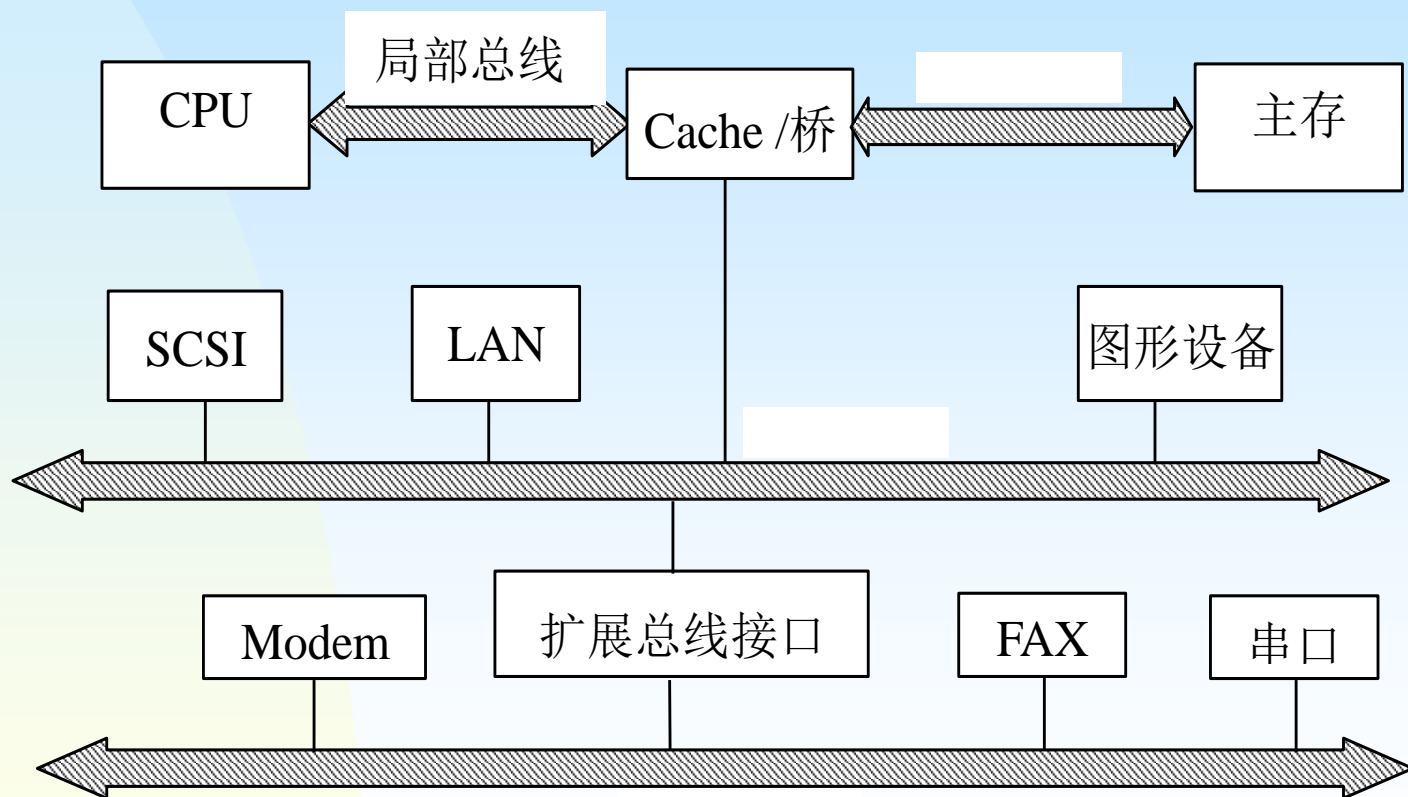 局部总线
CPU
Cache /桥
主存
SCSI
LAN
图形设备
Modem
扩展总线接口
FAX
串口